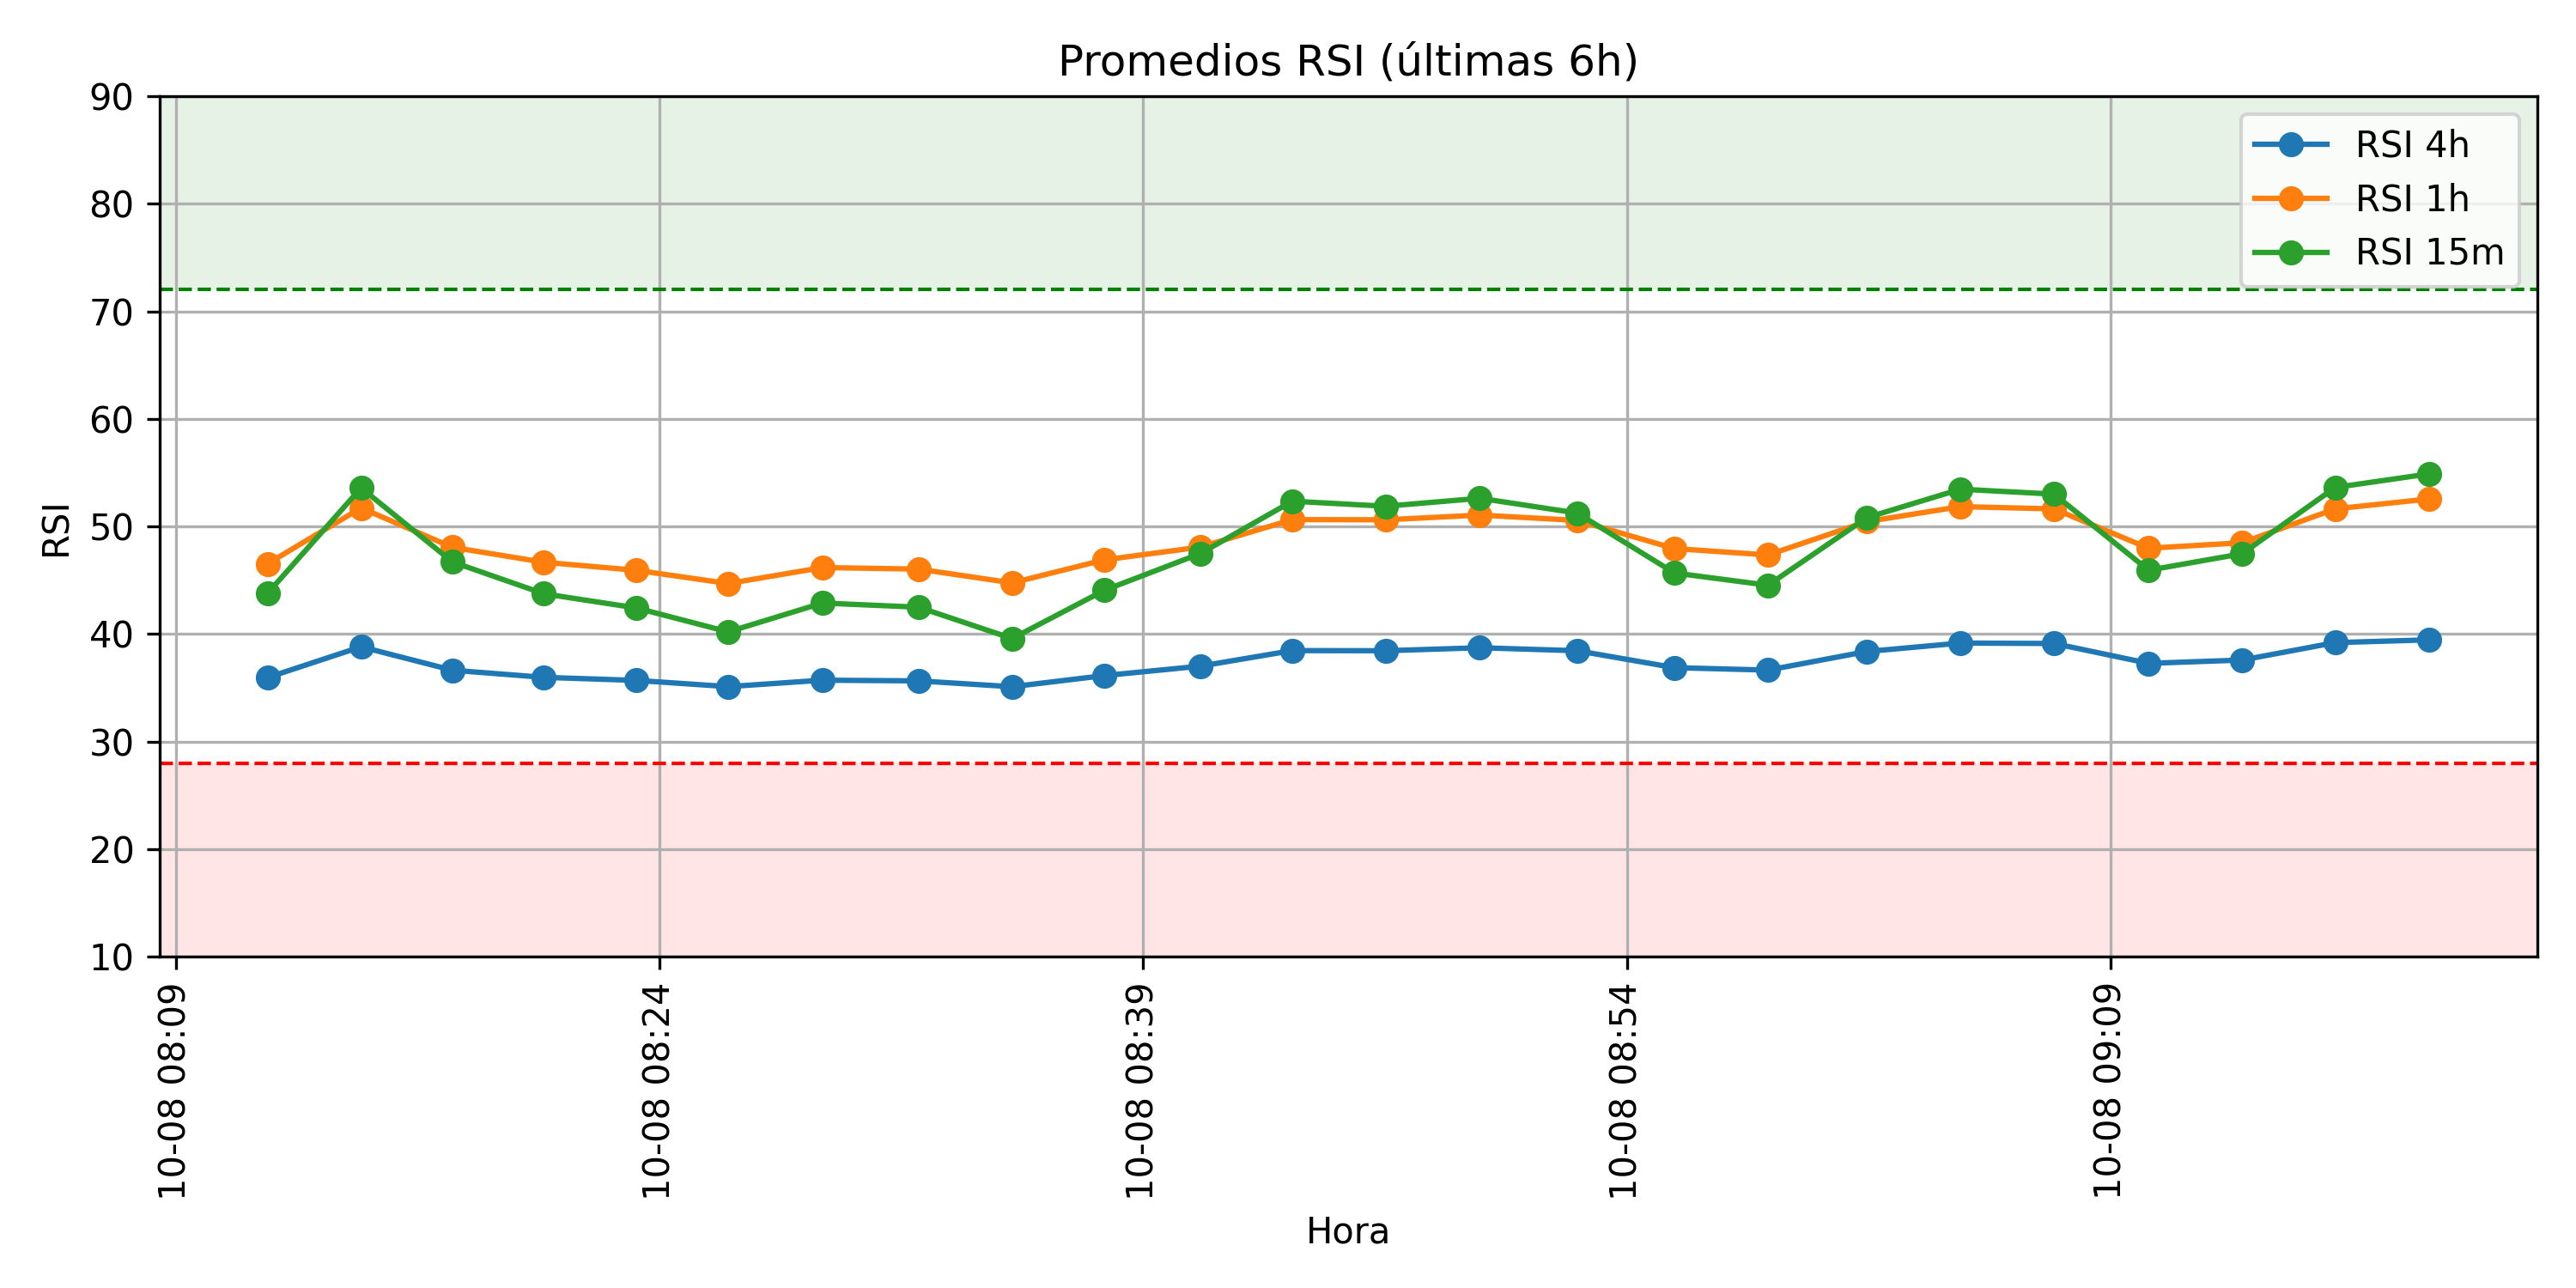 Promedios RSI (últimas 6h)
90
80
70
60
50
40
30
20
10
RSI
RSI 4h
RSI 1h
RSI 15m
10-08 08:09
10-08 08:24
10-08 08:39
10-08 08:54
10-08 09:09
Hora